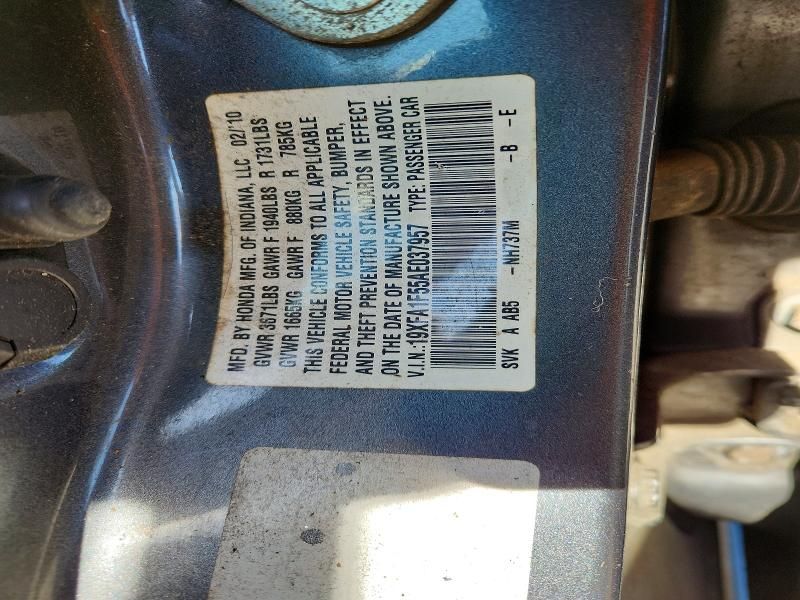 MFD. BY HONDA MFG. OF INDIANA, LLC 02/'10
GVWR 3671LBS GAWR F 1940LBS R 1731LBS
GVWR 1665KG GAWR F 880KG R 785KG
THIS VEHICLE CONFORMS TO ALL APPLICABLE
FEDERAL MOTOR VEHICLE SAFETY, BUMPER,
AND THEFT PREVENTION STANDARDS IN EFFECT
ON THE DATE OF MANUFACTURE SHOWN ABOVE.
V.I.N.:19XFA1F55AE037957 TYPE: PASSENGER CAR
SVK A AB5 -NH737M -B -E